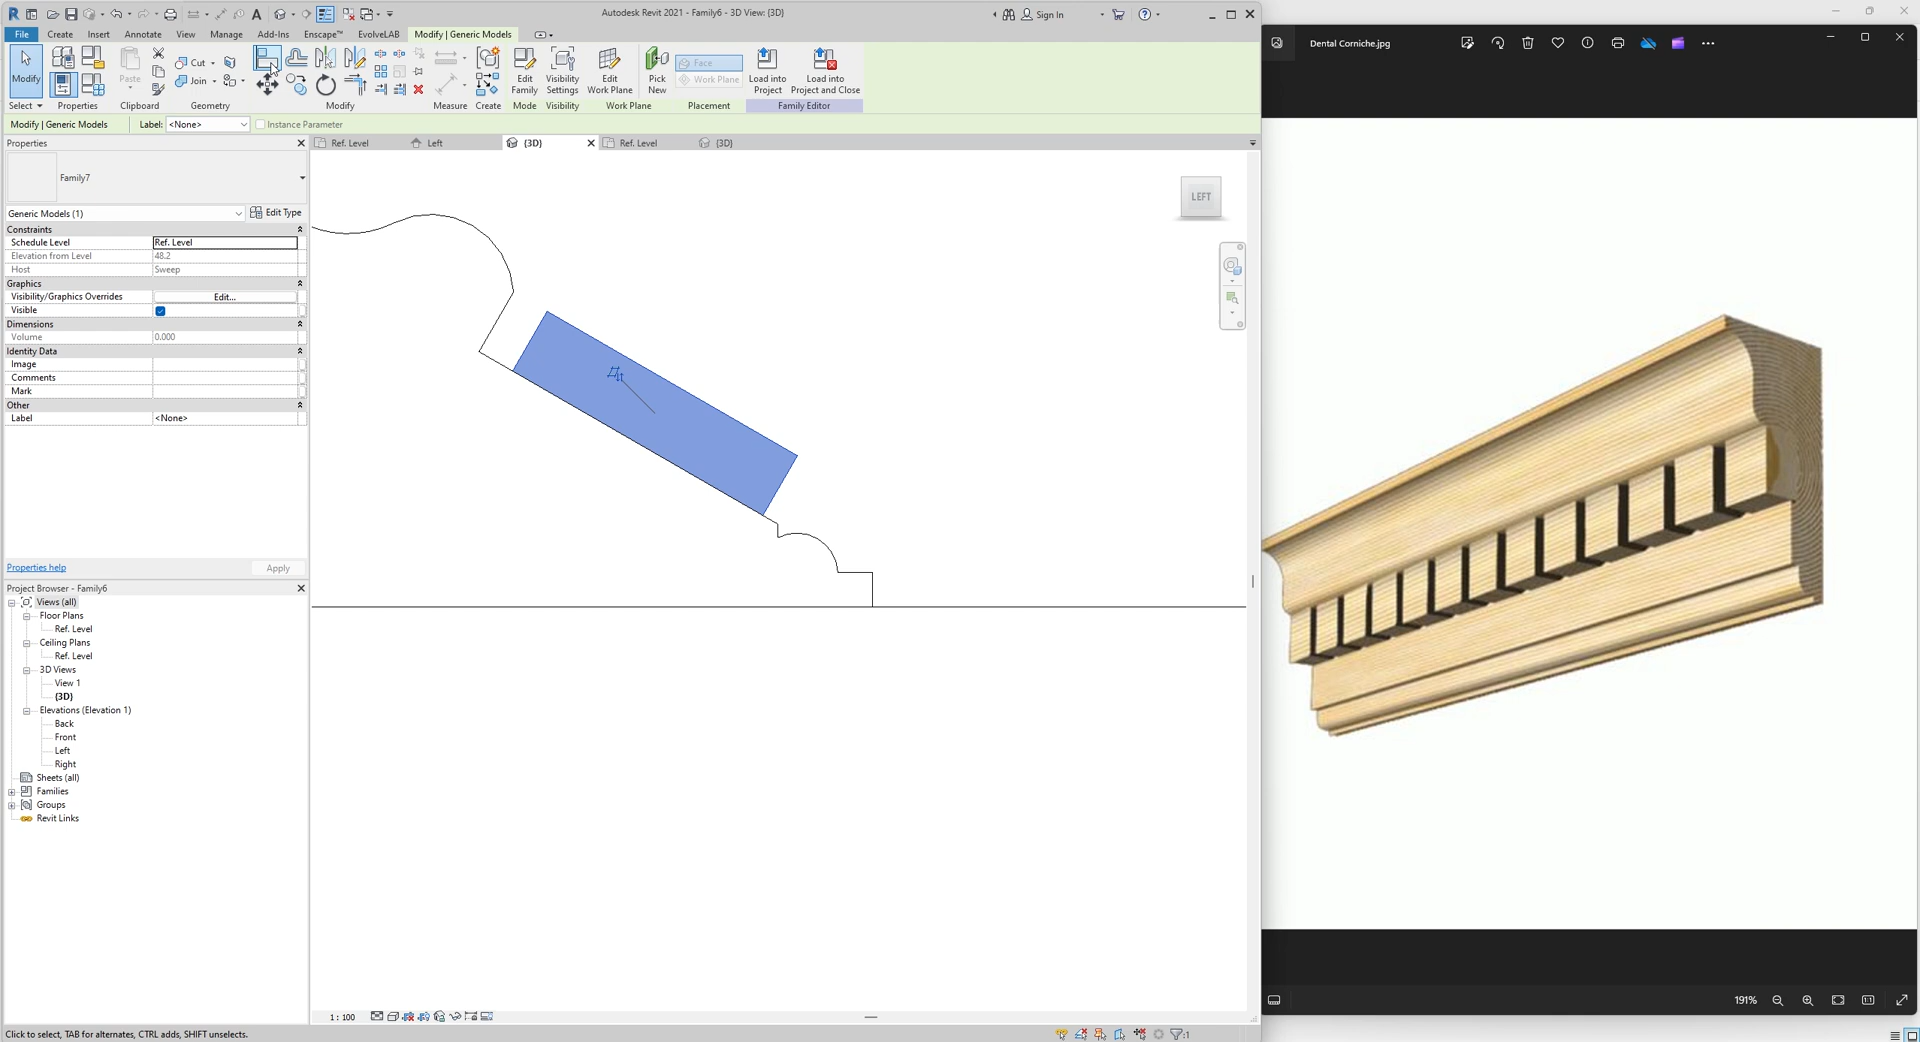 Autodesk Revit 2021 - Family6 - 3D View: {3D}
Sign In
File Create Insert Annotate View Manage Add-Ins Enscape™ EvolveLAB Modify | Generic Models
Modify
Paste
Cut
Join
Edit Family
Visibility Settings
Edit Work Plane
Pick New
Face
Work Plane
Load into Project
Load into Project and Close
Select Properties Clipboard Geometry Modify Measure Create Mode Visibility Work Plane Placement Family Editor
Modify | Generic Models Label: <None> Instance Parameter
Properties
Ref. Level Left {3D} Ref. Level {3D}
Family7
Generic Models (1) Edit Type
Constraints
Schedule Level Ref. Level
Elevation from Level 48.2
Host Sweep
Graphics
Visibility/Graphics Overrides Edit...
Visible
Dimensions
Volume 0.000
Identity Data
Image
Comments
Mark
Other
Label <None>
Properties help Apply
Project Browser - Family6
Views (all)
Floor Plans
Ref. Level
Ceiling Plans
Ref. Level
3D Views
View 1
{3D}
Elevations (Elevation 1)
Back
Front
Left
Right
Sheets (all)
Families
Groups
Revit Links
LEFT
1 : 100
Click to select, TAB for alternates, CTRL adds, SHIFT unselects.
:1
Dental Corniche.jpg
191%